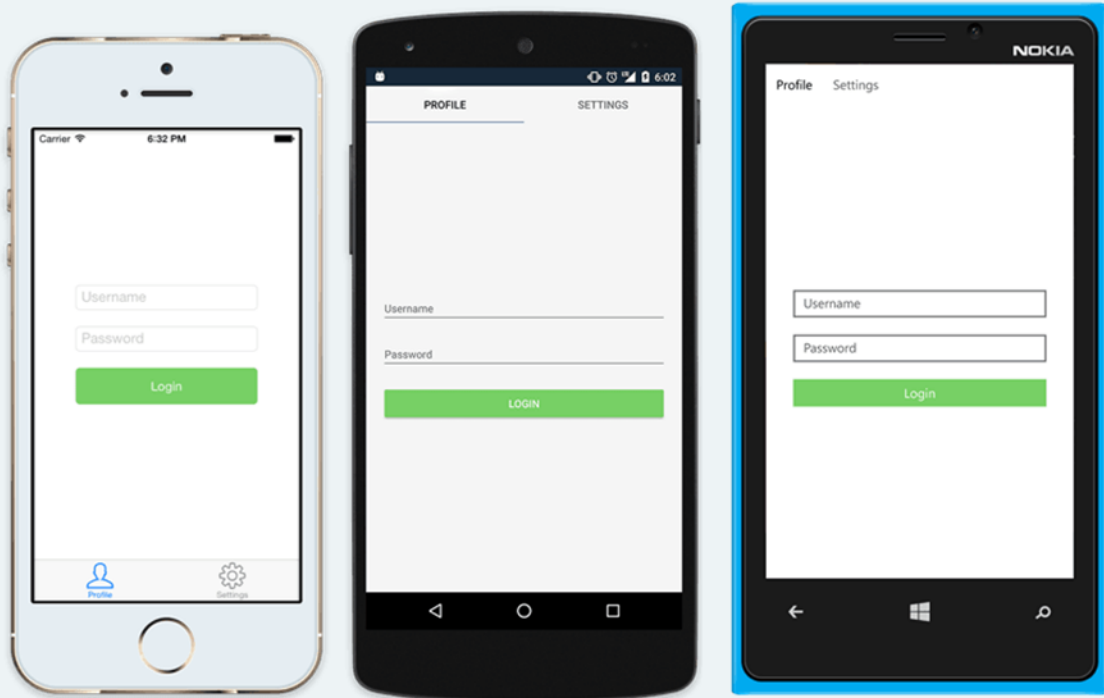 Carrier
6:32 PM
Username
Password
Login
Profile
Settings
6:02
PROFILE
SETTINGS
Username
Password
LOGIN
NOKIA
Profile
Settings
Username
Password
Login